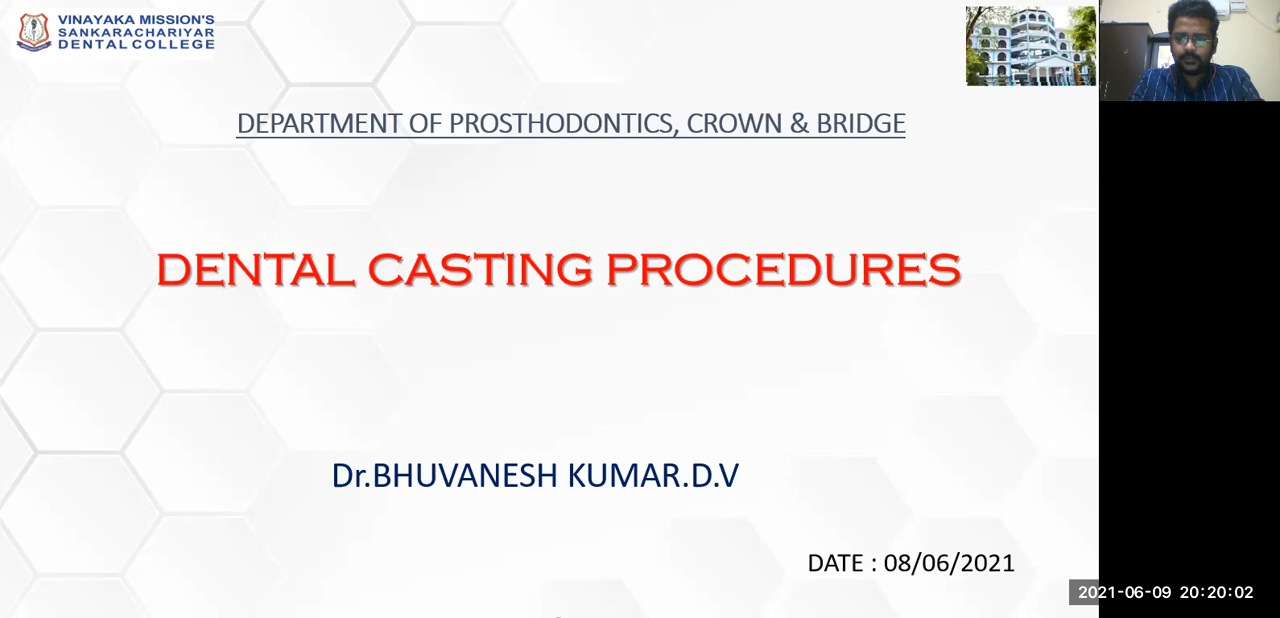 VINAYAKA MISSION'S
SANKARACHARIYAR
DENTAL COLLEGE
DEPARTMENT OF PROSTHODONTICS, CROWN & BRIDGE
DENTAL CASTING PROCEDURES
Dr.BHUVANESH KUMAR.D.V
DATE : 08/06/2021
2021-06-09 20:20:02